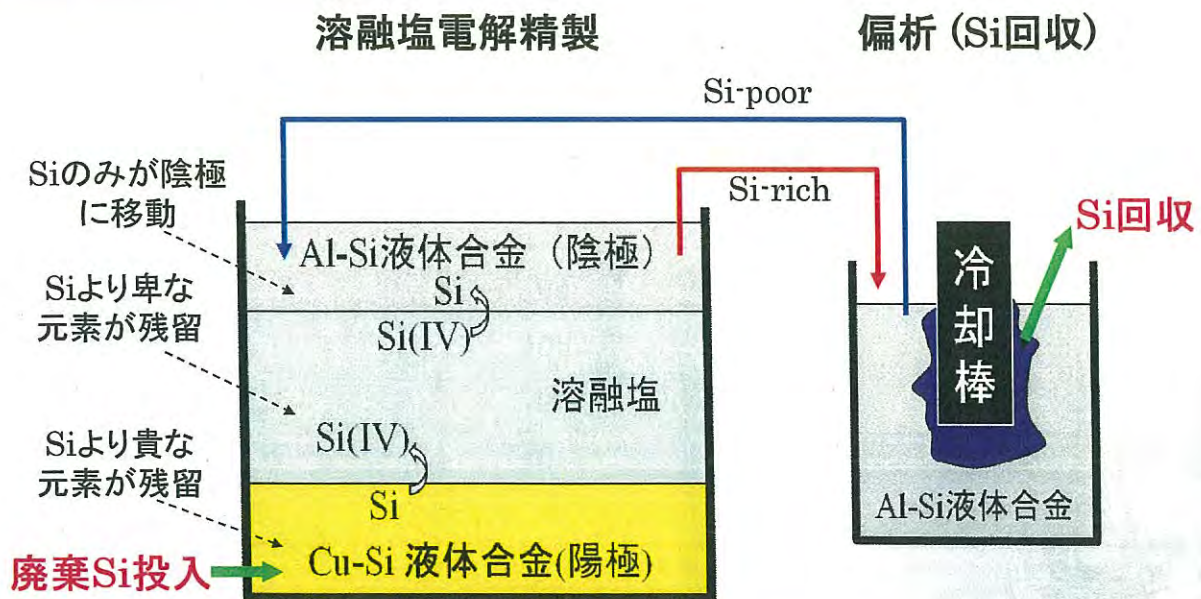 溶融塩電解精製
偏析 (Si回収)
Si-poor
Si-rich
Siのみが陰極
に移動
Siより卑な
元素が残留
Siより貴な
元素が残留
廃棄Si投入
Al-Si液体合金（陰極）
Si
Si(IV)
溶融塩
Si(IV)
Si
Cu-Si 液体合金(陽極)
Si回収
冷却棒
Al-Si液体合金